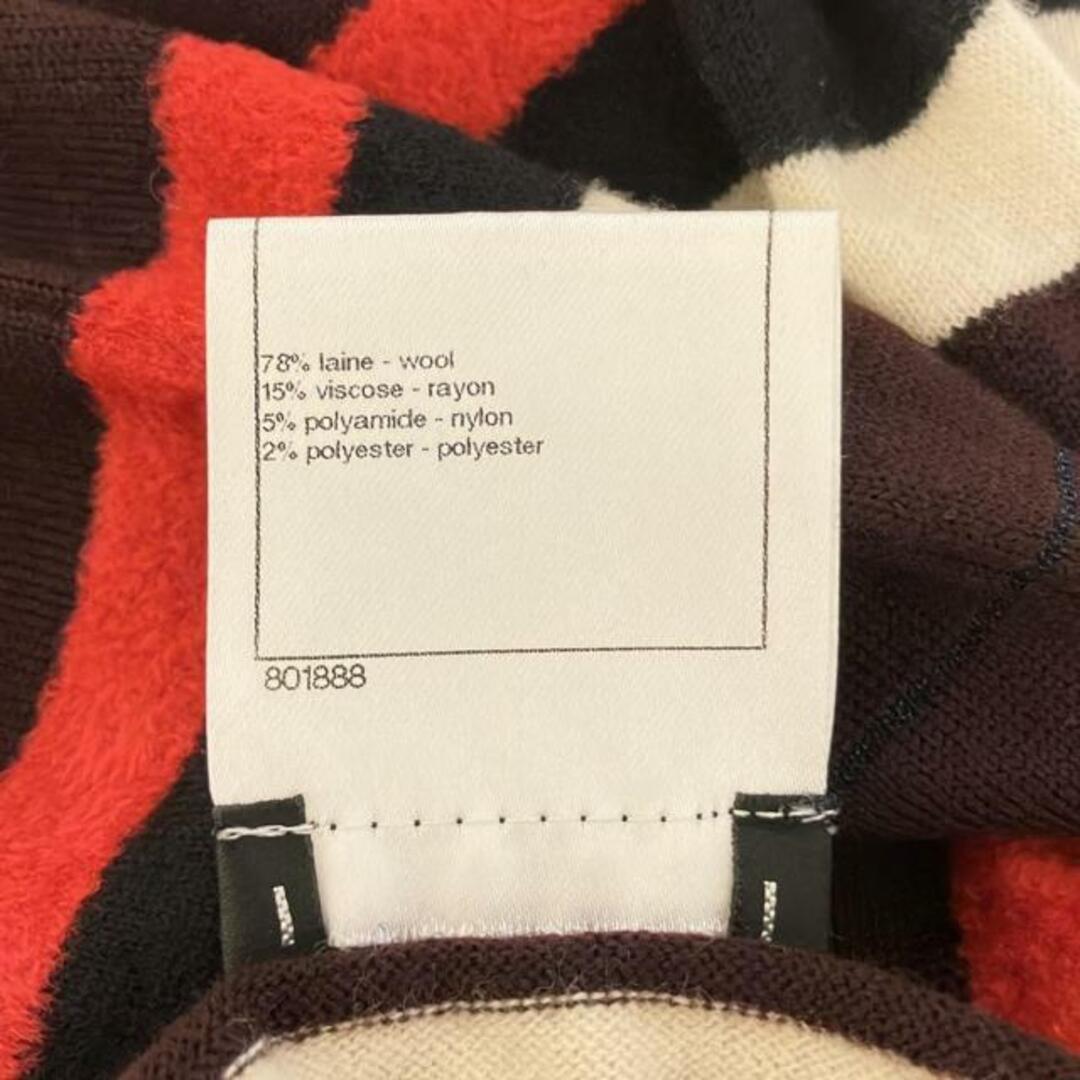 78% laine - wool
15% viscose - rayon
5% polyamide - nylon
2% polyester - polyester
801888